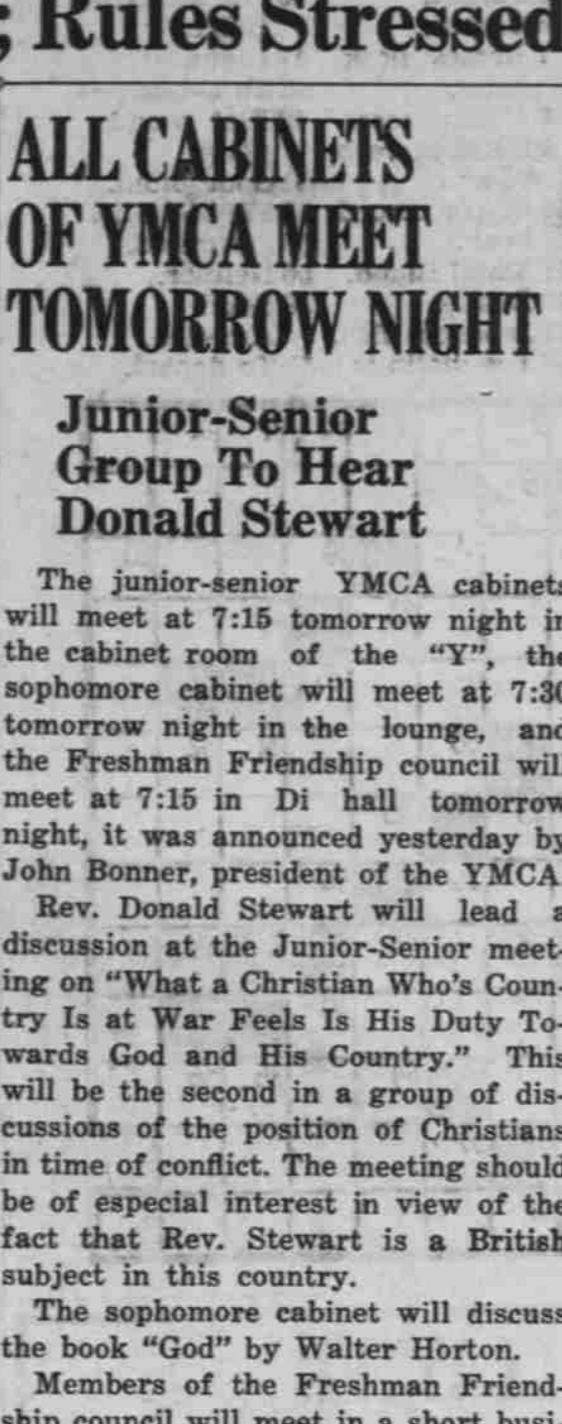 ; Rules Stressed
ALL CABINETS
OF YMCA MEET
TOMORROW NIGHT
Junior-Senior
Group To Hear
Donald Stewart
The junior-senior YMCA cabinets
will meet at 7:15 tomorrow night in
the cabinet room of the “Y”, the
sophomore cabinet will meet at 7:30
tomorrow night in the lounge, and
the Freshman Friendship council will
meet at 7:15 in Di hall tomorrow
night, it was announced yesterday by
John Bonner, president of the YMCA
Rev. Donald Stewart will lead a
discussion at the Junior-Senior meet-
ing on “What a Christian Who's Coun-
try Is at War Feels Is His Duty To-
wards God and His Country.” This
will be the second in a group of dis-
cussions of the position of Christians
in time of conflict. The meeting should
be of especial interest in view of the
fact that Rev. Stewart is a British
subject in this country.
The sophomore cabinet will discuss
the book “God” by Walter Horton.
Members of the Freshman Friend-
ship council will meet in a short busi-